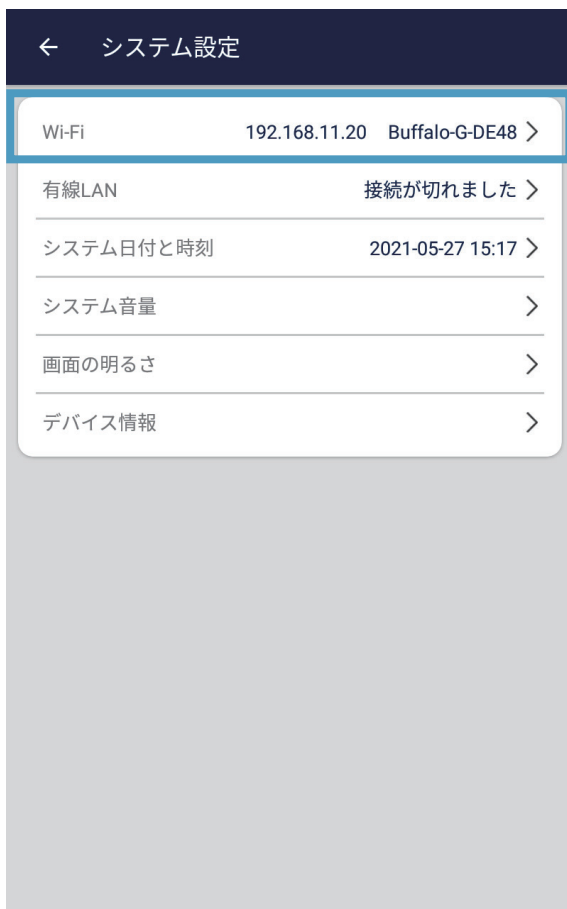 システム設定
Wi-Fi 192.168.11.20 Buffalo-G-DE48
有線LAN 接続が切れました
システム日付と時刻 2021-05-27 15:17
システム音量
画面の明るさ
デバイス情報